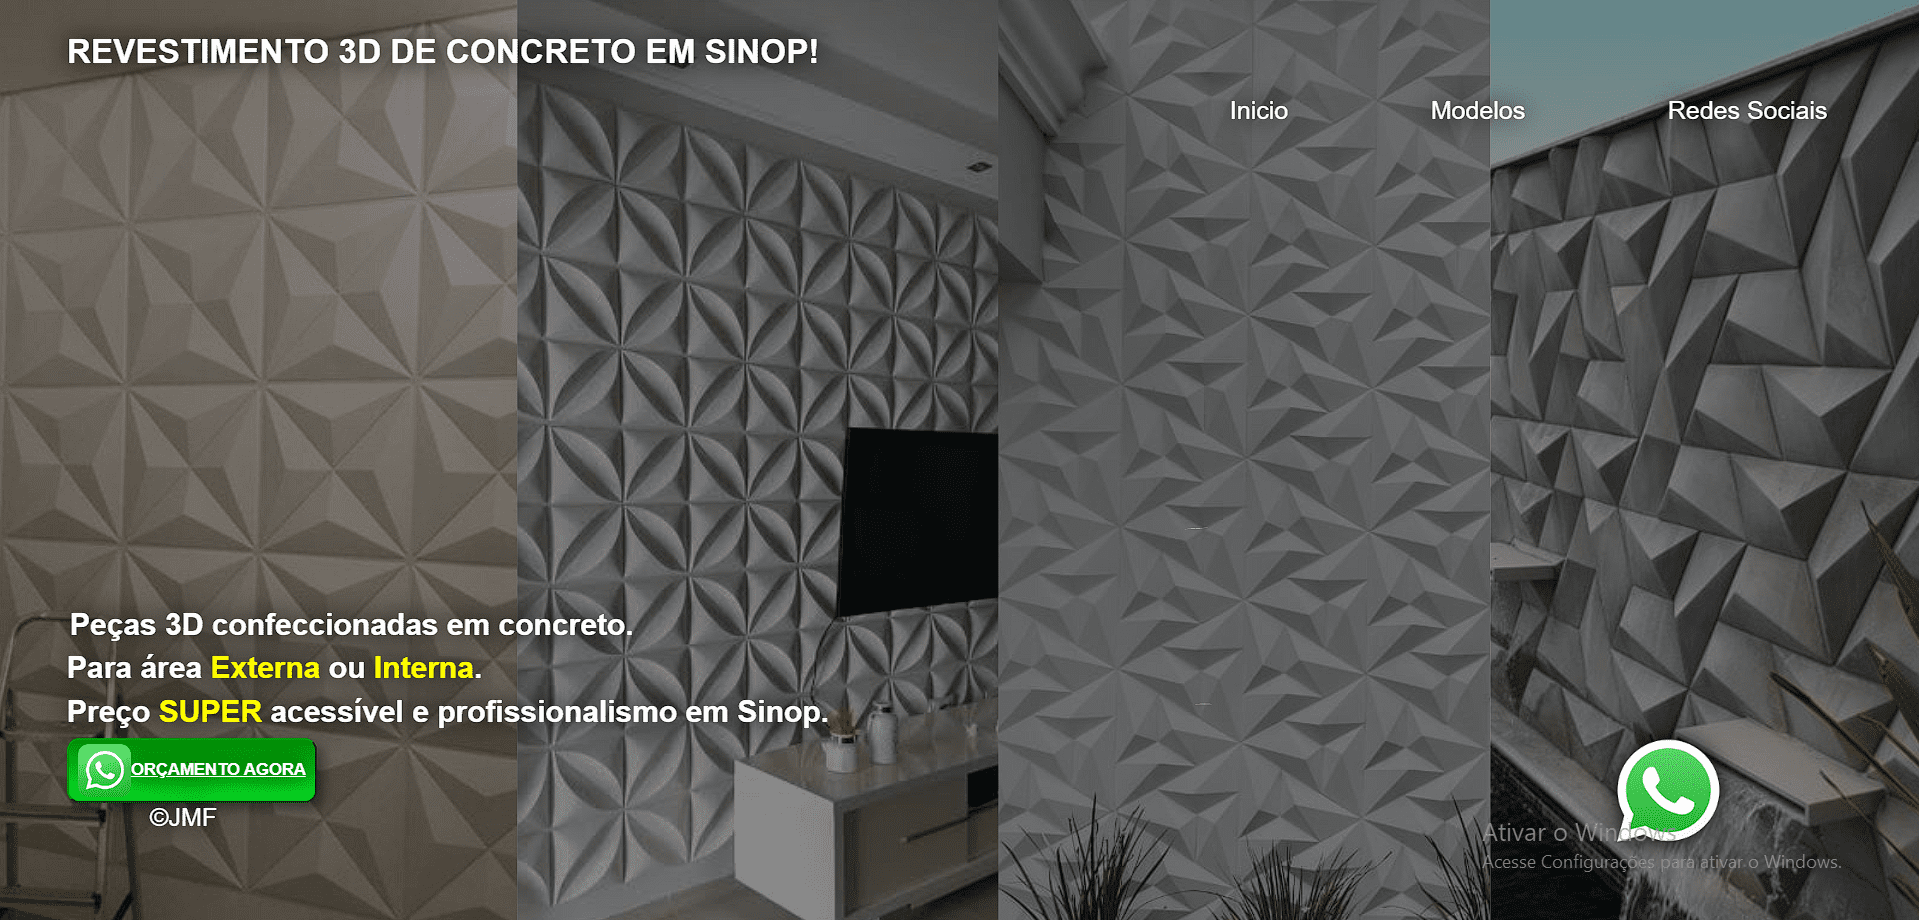 REVESTIMENTO 3D DE CONCRETO EM SINOP!
Inicio Modelos Redes Sociais
Peças 3D confeccionadas em concreto.
Para área Externa ou Interna.
Preço SUPER acessível e profissionalismo em Sinop.
ORÇAMENTO AGORA
©JMF
Ativar o Windows
Acesse Configurações para ativar o Windows.